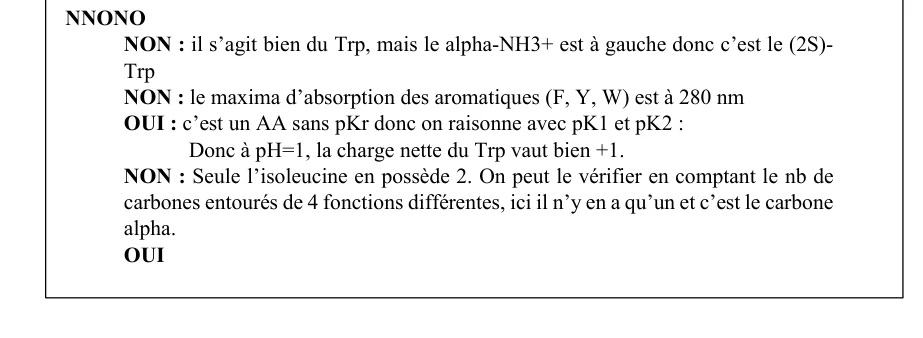 NNONO
NON : il s'agit bien du Trp, mais le alpha-NH3+ est à gauche donc c'est le (2S)-
Trp
NON : le maxima d'absorption des aromatiques (F, Y, W) est à 280 nm
OUI : c'est un AA sans pKr donc on raisonne avec pK1 et pK2 :
Donc à pH=1, la charge nette du Trp vaut bien +1.
NON : Seule l'isoleucine en possède 2. On peut le vérifier en comptant le nb de
carbones entourés de 4 fonctions différentes, ici il n'y en a qu'un et c'est le carbone
alpha.
OUI